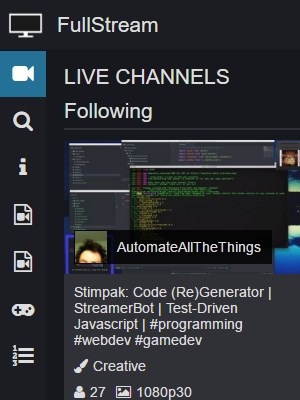 FullStream
LIVE CHANNELS
Following
AutomateAllTheThings
Stimpak: Code (Re)Generator |
StreamerBot | Test-Driven
Javascript | #programming
#webdev #gamedev
Creative
27 1080p30